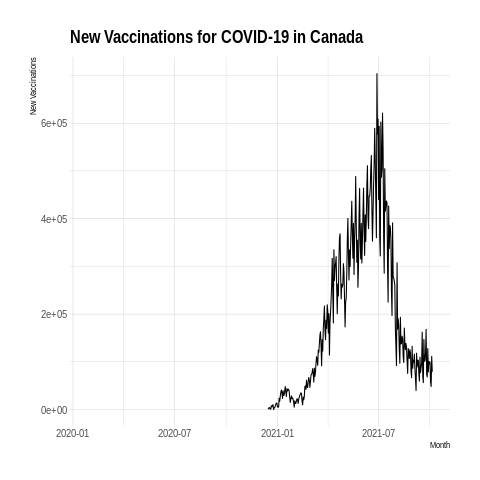 New Vaccinations for COVID-19 in Canada
New Vaccinations
6e+05
4e+05
2e+05
0e+00
2020-01
2020-07
2021-01
2021-07
Month